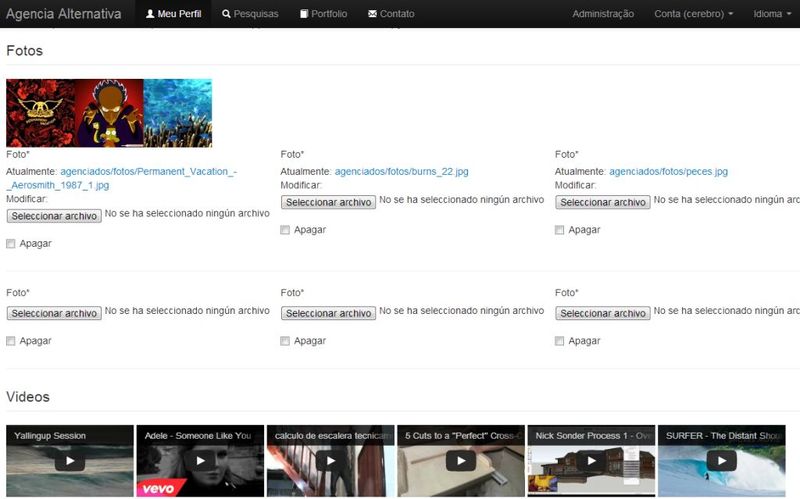 Agencia Alternativa Meu Perfil Pesquisas Portfolio Contato Administração Conta (cerebro) Idioma
Fotos
Foto* Foto* Foto*
Atualmente: agenciados/fotos/Permanent_Vacation_-_Aerosmith_1987_1.jpg
Modificar:
Seleccionar archivo No se ha seleccionado ningún archivo
Apagar
Atualmente: agenciados/fotos/burns_22.jpg
Modificar:
Seleccionar archivo No se ha seleccionado ningún archivo
Apagar
Atualmente: agenciados/fotos/peces.jpg
Modificar:
Seleccionar archivo No se ha seleccionado ningún
Apagar
Foto* Foto* Foto*
Seleccionar archivo No se ha seleccionado ningún archivo Seleccionar archivo No se ha seleccionado ningún archivo Seleccionar archivo No se ha seleccionado ningún
Apagar Apagar Apagar
Videos
Yallingup Session
Adele - Someone Like You
vevo
calculo de escalera tecnicam
5 Cuts to a "Perfect" Cross-C
Nick Sonder Process 1 - Ove
SURFER - The Distant Shou